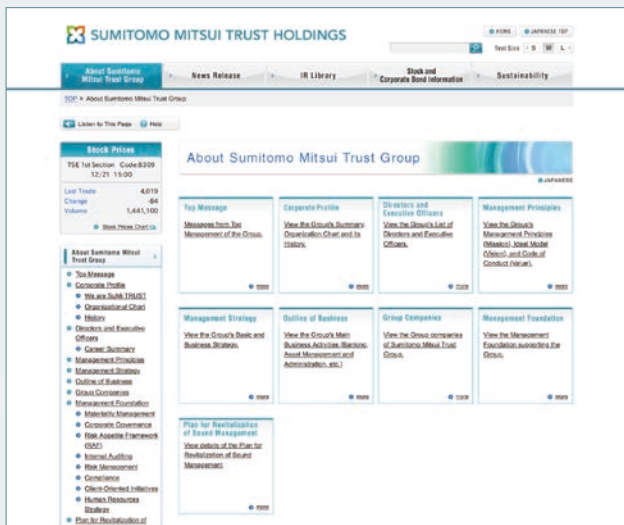 SUMITOMO MITSUI TRUST HOLDINGS
HOME
JAPANESE TOP
Text Size S M L
About Sumitomo
Mitsui Trust Group
News Release
IR Library
Stock and
Corporate Bond Information
Sustainability
TOP > About Sumitomo Mitsui Trust Group
Listen to This Page
Help
Stock Prices
TSE 1st Section Code:8309
12/21 15:00
Last Trade 4,019
Change -84
Volume 1,441,100
Stock Prices Chart
About Sumitomo Mitsui
Trust Group
Top Message
Corporate Profile
We are SuMi TRUST
Organizational Chart
History
Directors and Executive
Officers
Career Summary
Management Principles
Management Strategy
Outline of Business
Group Companies
Management Foundation
Materiality Management
Corporate Governance
Risk Appetite Framework
(RAF)
Internal Auditing
Risk Management
Compliance
Client-Oriented Initiatives
Human Resources
Strategy
Plan for Revitalization of
About Sumitomo Mitsui Trust Group
JAPANESE
Top Message
Messages from Top
Management of the Group.
more
Corporate Profile
View the Group's Summary,
Organization Chart and its
History.
more
Directors and
Executive Officers
View the Group's List of
Directors and Executive
Officers.
more
Management Principles
View the Group's
Management Principles
(Mission), Ideal Model
(Vision), and Code of
Conduct (Value).
more
Management Strategy
View the Group's Basic and
Business Strategy.
more
Outline of Business
View the Group's Main
Business Activities (Banking,
Asset Management and
Administration, etc.)
more
Group Companies
View the Group companies
of Sumitomo Mitsui Trust
Group.
more
Management Foundation
View the Management
Foundation supporting the
Group.
more
Plan for Revitalization
of Sound Management
View details of the Plan for
Revitalization of Sound
Management
more